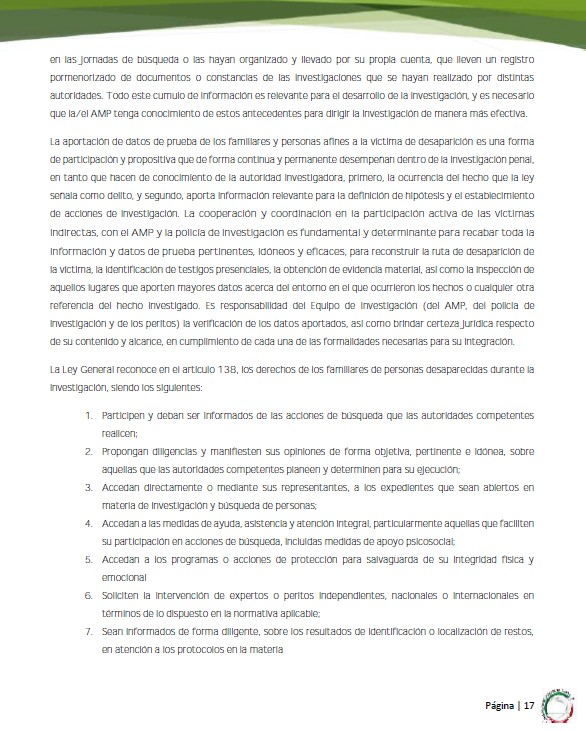 en las jornadas de búsqueda o las hayan organizado y llevado por su propia cuenta, que lleven un registro
pormenorizado de documentos o constancias de las investigaciones que se hayan realizado por distintas
autoridades. Todo este cumulo de información es relevante para el desarrollo de la investigación, y es necesario
que la/el AMP tenga conocimiento de estos antecedentes para dirigir la investigación de manera más efectiva.
La aportación de datos de prueba de los familiares y personas afines a la víctima de desaparición es una forma
de participación y propositiva que de forma continua y permanente desempeñan dentro de la investigación penal,
en tanto que hacen de conocimiento de la autoridad investigadora, primero, la ocurrencia del hecho que la ley
señala como delito, y segundo, aporta información relevante para la definición de hipótesis y el establecimiento
de acciones de investigación. La cooperación y coordinación en la participación activa de las víctimas
indirectas, con el AMP y la policía de investigación es fundamental y determinante para recabar toda la
información y datos de prueba pertinentes, idóneos y eficaces, para reconstruir la ruta de desaparición de
la víctima, la identificación de testigos presenciales, la obtención de evidencia material, así como la inspección de
aquellos lugares que aporten mayores datos acerca del entorno en el que ocurrieron los hechos o cualquier otra
referencia del hecho investigado. Es responsabilidad del Equipo de Investigación (del AMP, del policía de
investigación y de los peritos) la verificación de los datos aportados, así como brindar certeza jurídica respecto
de su contenido y alcance, en cumplimiento de cada una de las formalidades necesarias para su integración.
La Ley General reconoce en el artículo 138, los derechos de los familiares de personas desaparecidas durante la
investigación, siendo los siguientes:
1. Participen y deban ser informados de las acciones de búsqueda que las autoridades competentes
realicen;
2. Propongan diligencias y manifiesten sus opiniones de forma objetiva, pertinente e idónea, sobre
aquellas que las autoridades competentes planeen y determinen para su ejecución;
3. Accedan directamente o mediante sus representantes, a los expedientes que sean abiertos en
materia de investigación y búsqueda de personas;
4. Accedan a las medidas de ayuda, asistencia y atención integral, particularmente aquellas que faciliten
su participación en acciones de búsqueda, incluidas medidas de apoyo psicosocial;
5. Accedan a los programas o acciones de protección para salvaguarda de su integridad física y
emocional
6. Soliciten la intervención de expertos o peritos independientes, nacionales o internacionales en
términos de lo dispuesto en la normativa aplicable;
7. Sean informados de forma diligente, sobre los resultados de identificación o localización de restos,
en atención a los protocolos en la materia
Página | 17